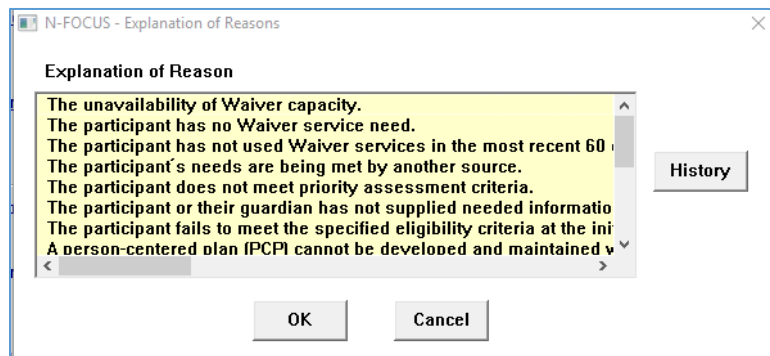 N-FOCUS - Explanation of Reasons
Explanation of Reason
The unavailability of Waiver capacity.
The participant has no Waiver service need.
The participant has not used Waiver services in the most recent 60
The participant´s needs are being met by another source.
The participant does not meet priority assessment criteria.
The participant or their guardian has not supplied needed informatio
The participant fails to meet the specified eligibility criteria at the ini
A person-centered plan (PCP) cannot be developed and maintained
History
OK
Cancel